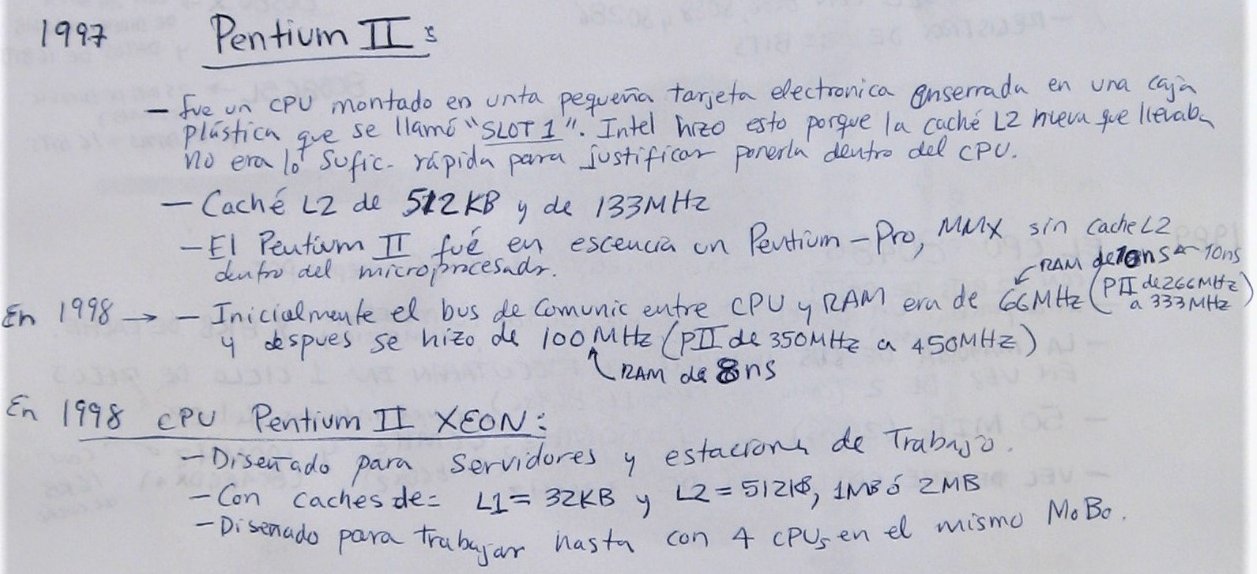 1997 Pentium II:
- fue un CPU montado en unta pequeña tarjeta electronica enserrada en una caja
plástica que se llamó "SLOT 1". Intel hizo esto porque la caché L2 nueva que llevaba
no era lo sufic. rápida para justificar ponerla dentro del CPU.
- Caché L2 de 512KB y de 133MHz
- El Pentium II fué en escencia un Pentium-Pro, MMX sin cache L2
dentro del microprocesador.
RAM de 10ns 10ns
En 1998 → - Inicialmente el bus de Comunic entre CPU y RAM era de 66MHz (PII de 266MHz
a 333MHz)
y despues se hizo de 100MHz (PII de 350MHz a 450MHz)
RAM de 8ns
En 1998 CPU Pentium II XEON:
- Diseñado para servidores y estaciones de Trabajo.
- Con caches de: L1 = 32KB y L2 = 512KB, 1MB ó 2MB
- Diseñado para trabajar hasta con 4 CPUs en el mismo MoBo.